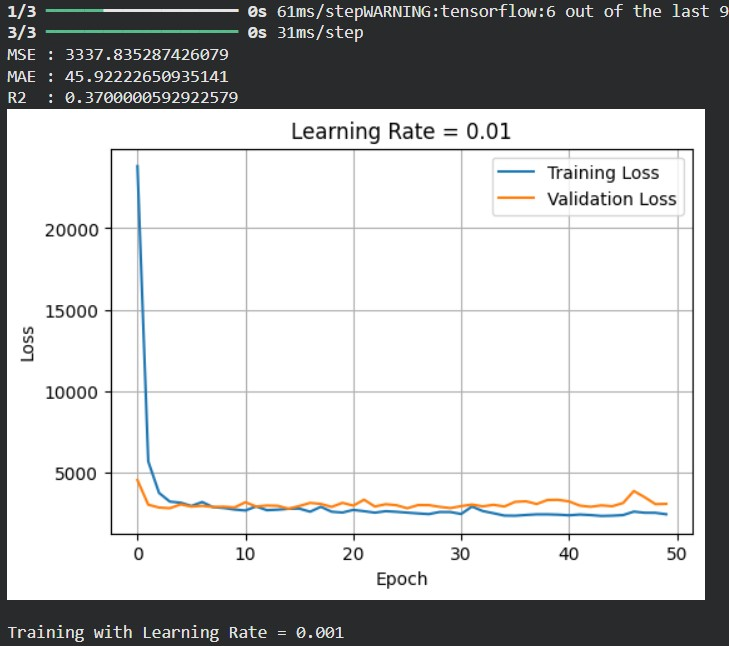 1/3 0s 61ms/stepWARNING:tensorflow:6 out of the last 9
3/3 0s 31ms/step
MSE : 3337.835287426079
MAE : 45.92222650935141
R2  : 0.3700000592922579
Learning Rate = 0.01
Training Loss
Validation Loss
20000
15000
10000
5000
Loss
0 10 20 30 40 50
Epoch
Training with Learning Rate = 0.001